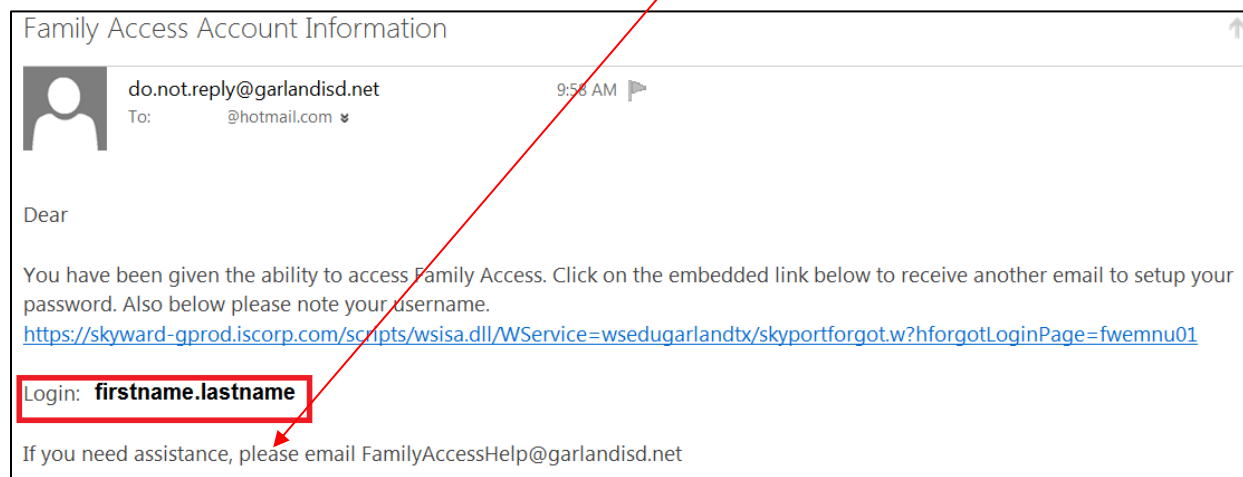 Family Access Account Information
do.not.reply@garlandisd.net 9:58 AM
To: @hotmail.com
Dear
You have been given the ability to access Family Access. Click on the embedded link below to receive another email to setup your
password. Also below please note your username.
https://skyward-gprod.iscorp.com/scripts/wsisa.dll/WService=wsedugarlandtx/skyportforgot.w?hforgotLoginPage=fwemnu01
Login: firstname.lastname
If you need assistance, please email FamilyAccessHelp@garlandisd.net